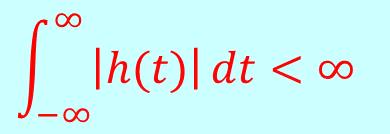 ∫_{-∞}^{∞} |h(t)| dt < ∞